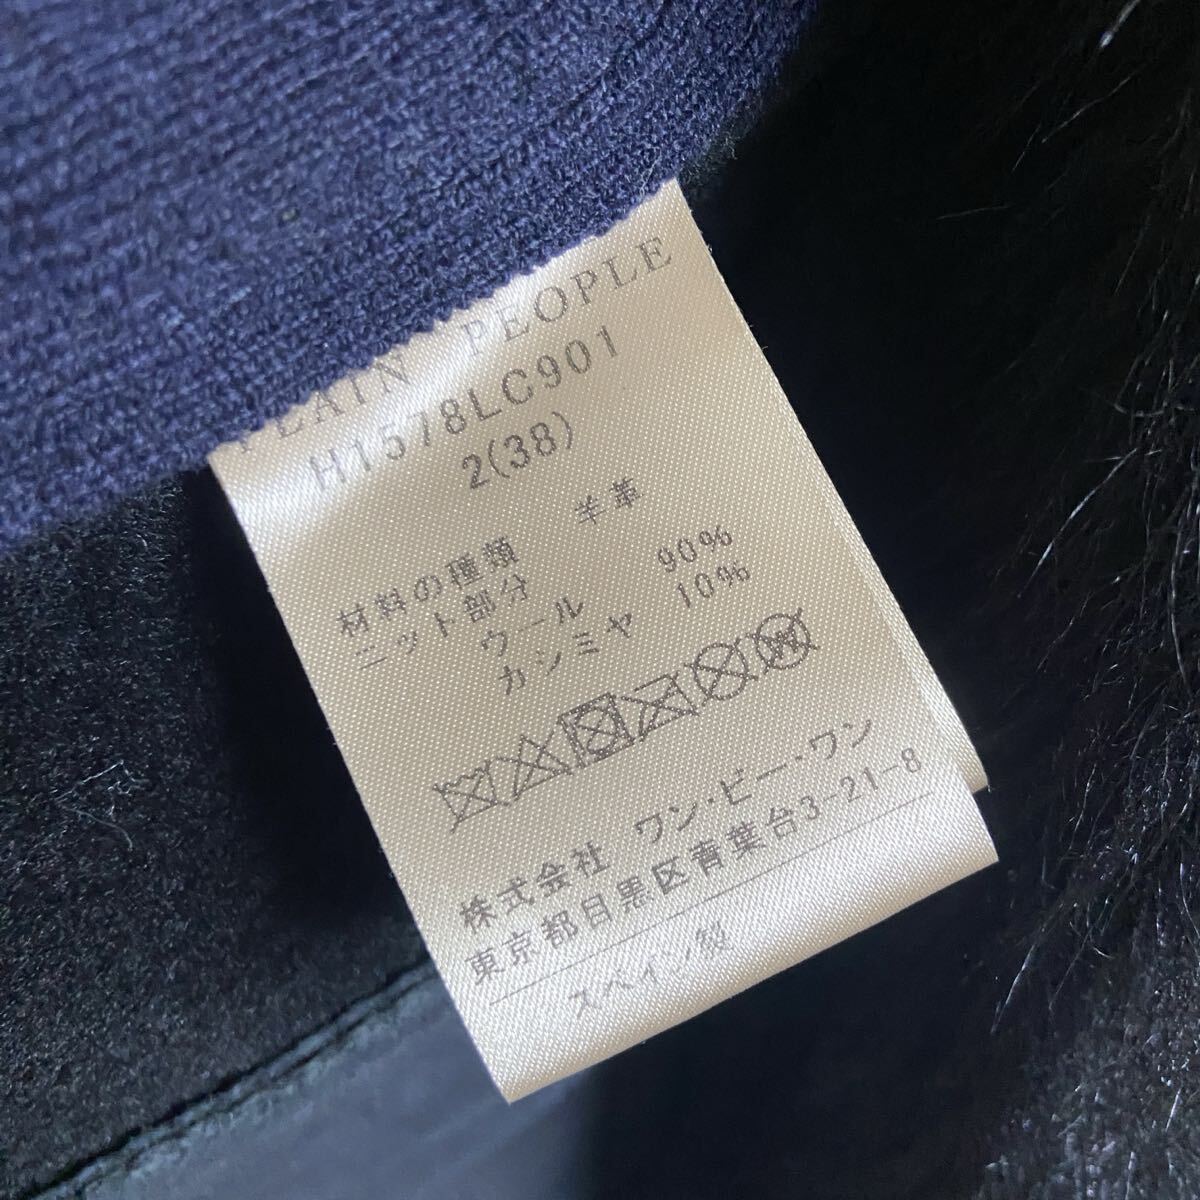 PLAIN PEOPLE
H1578LC901
2(38)
材料の種類 羊革
ニット部分
ウール 90%
カシミヤ 10%
株式会社 ワン・ビー・ワン
東京都目黒区青葉台3-21-8
スペイン製